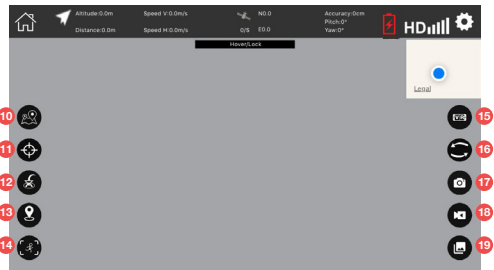 Altitude:0.0m Speed V:0.0m/s N0.0 Accuracy:0cm
Pitch:0°
Distance:0.0m Speed H:0.0m/s 0/S E0.0 Yaw:0°
HD
Hover/Lock
Legal
10 15
VR
11 16
12 17
13 18
14 19